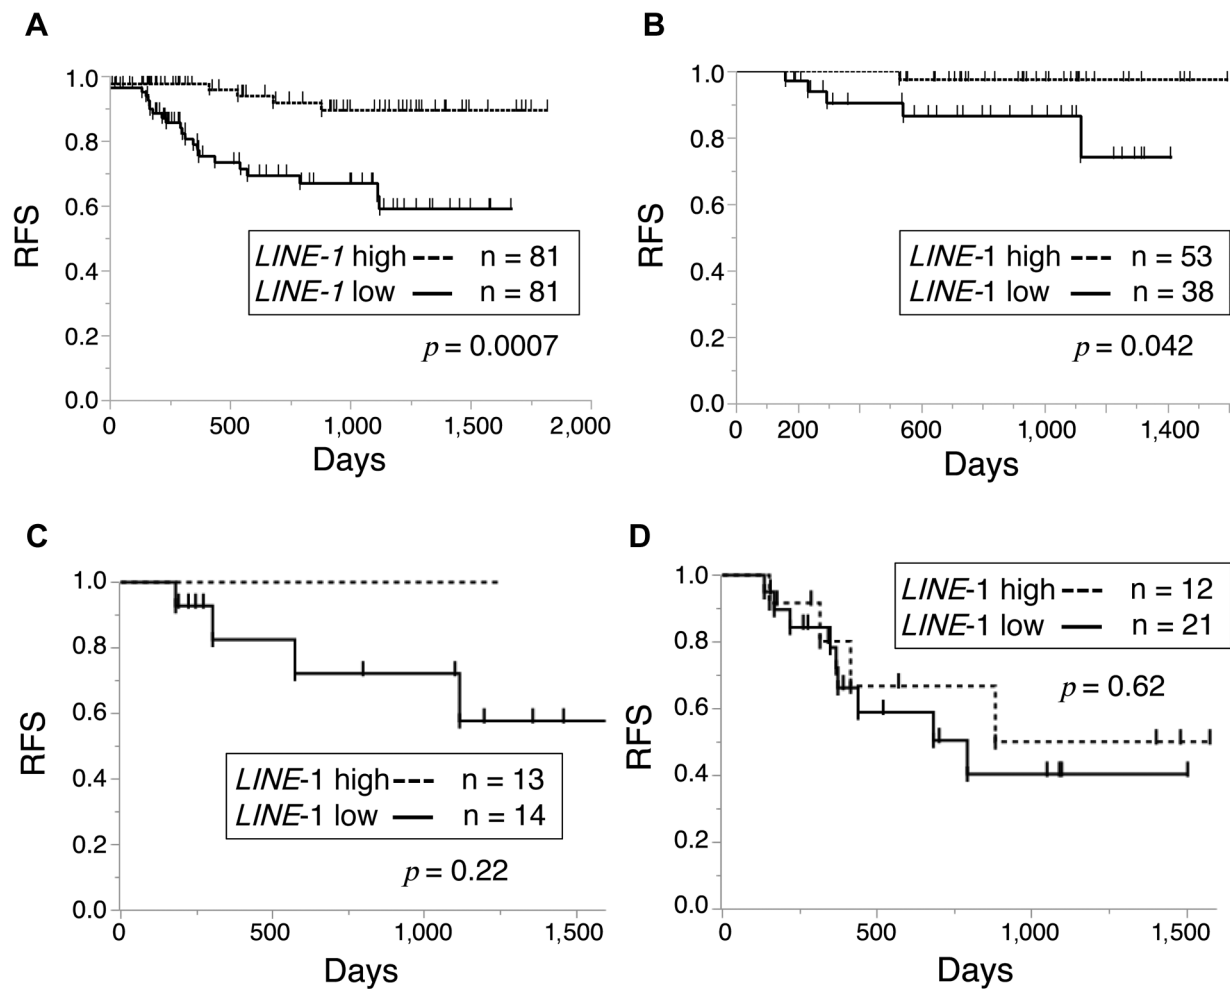 A
RFS
1.0
0.8
0.6
0.4
0.2
0.0
LINE-1 high n = 81
LINE-1 low n = 81
p = 0.0007
0 500 1,000 1,500 2,000
Days
B
RFS
1.0
0.8
0.6
0.4
0.2
0.0
LINE-1 high n = 53
LINE-1 low n = 38
p = 0.042
0 200 600 1,000 1,400
Days
C
RFS
1.0
0.8
0.6
0.4
0.2
0.0
LINE-1 high n = 13
LINE-1 low n = 14
p = 0.22
0 500 1,000 1,500
Days
D
RFS
1.0
0.8
0.6
0.4
0.2
0.0
LINE-1 high n = 12
LINE-1 low n = 21
p = 0.62
0 500 1,000 1,500
Days